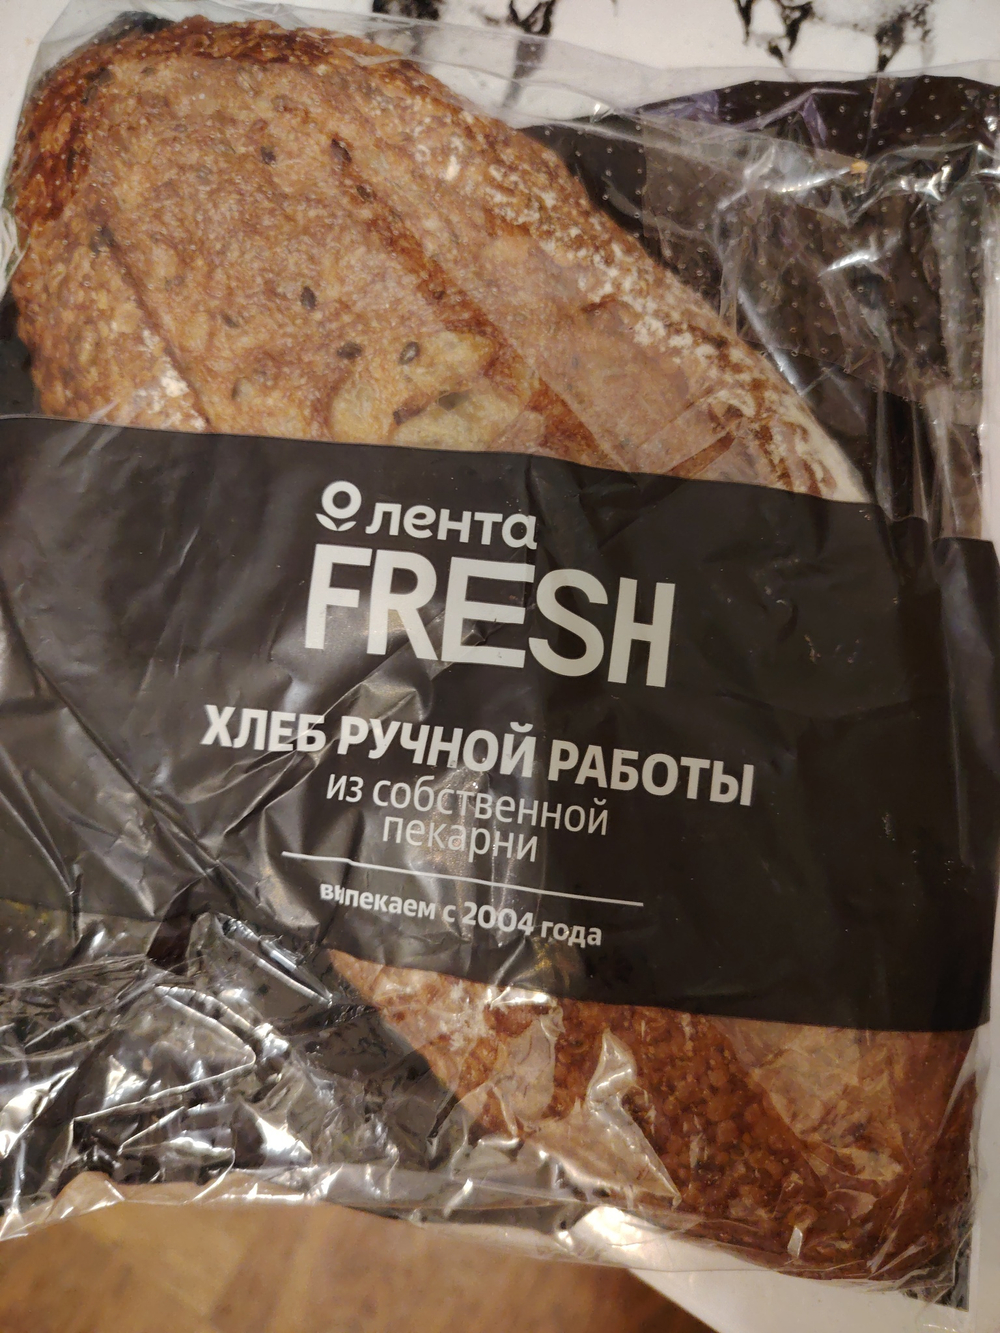 лента
FRESH
ХЛЕБ РУЧНОЙ РАБОТЫ
из собственной
пекарни
выпекаем с 2004 года